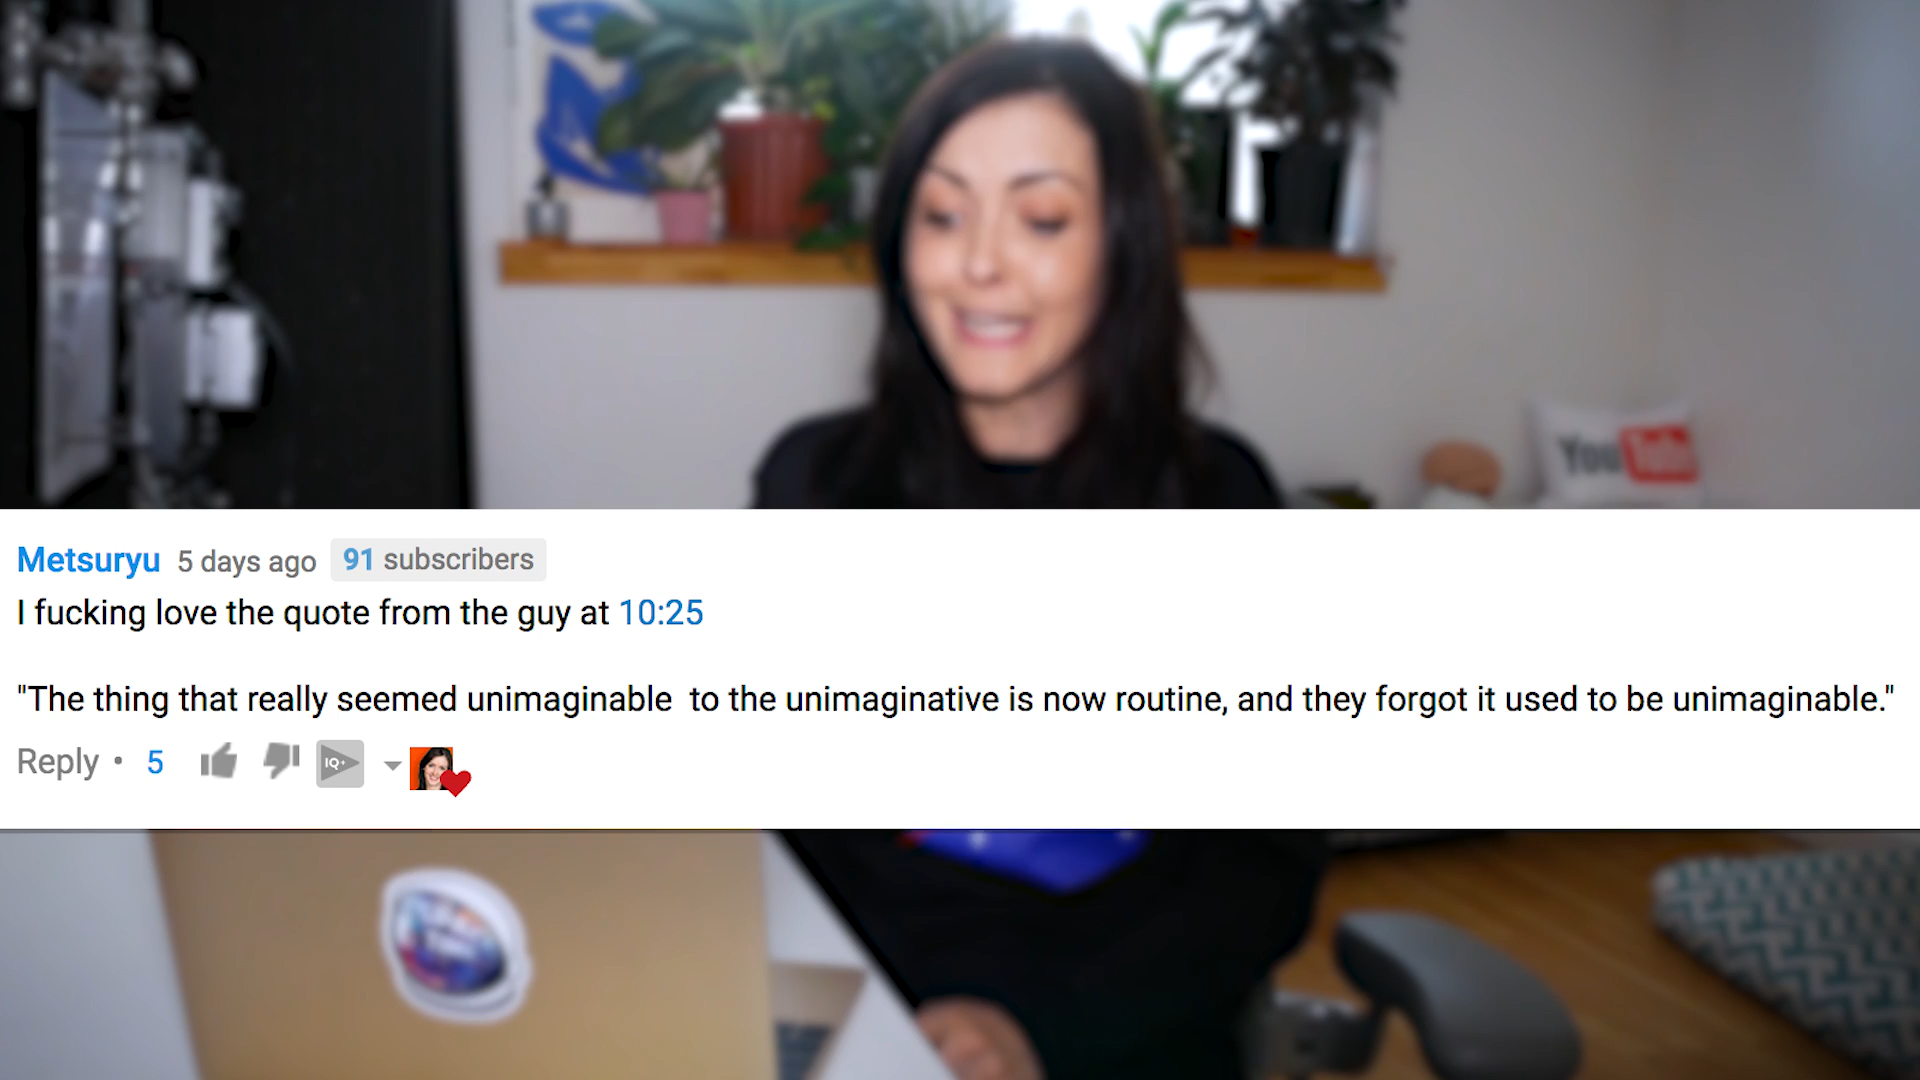 YouTube
Metsuryu 5 days ago 91 subscribers
I fucking love the quote from the guy at 10:25
"The thing that really seemed unimaginable  to the unimaginative is now routine, and they forgot it used to be unimaginable."
Reply • 5 IQ+